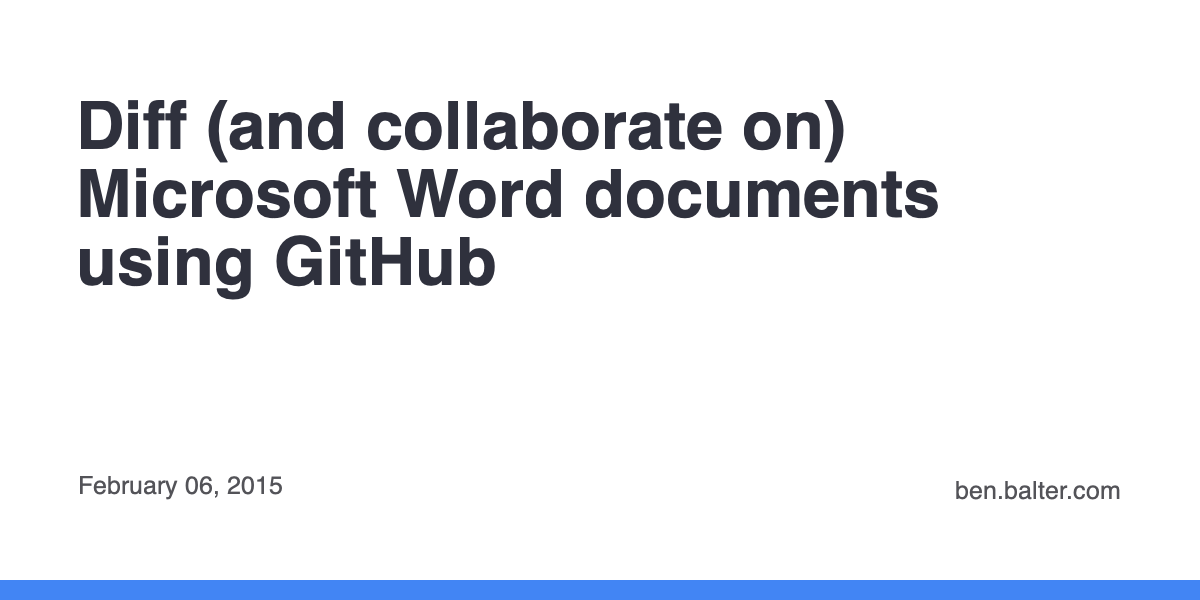 Diff (and collaborate on)
Microsoft Word documents
using GitHub
February 06, 2015
ben.balter.com